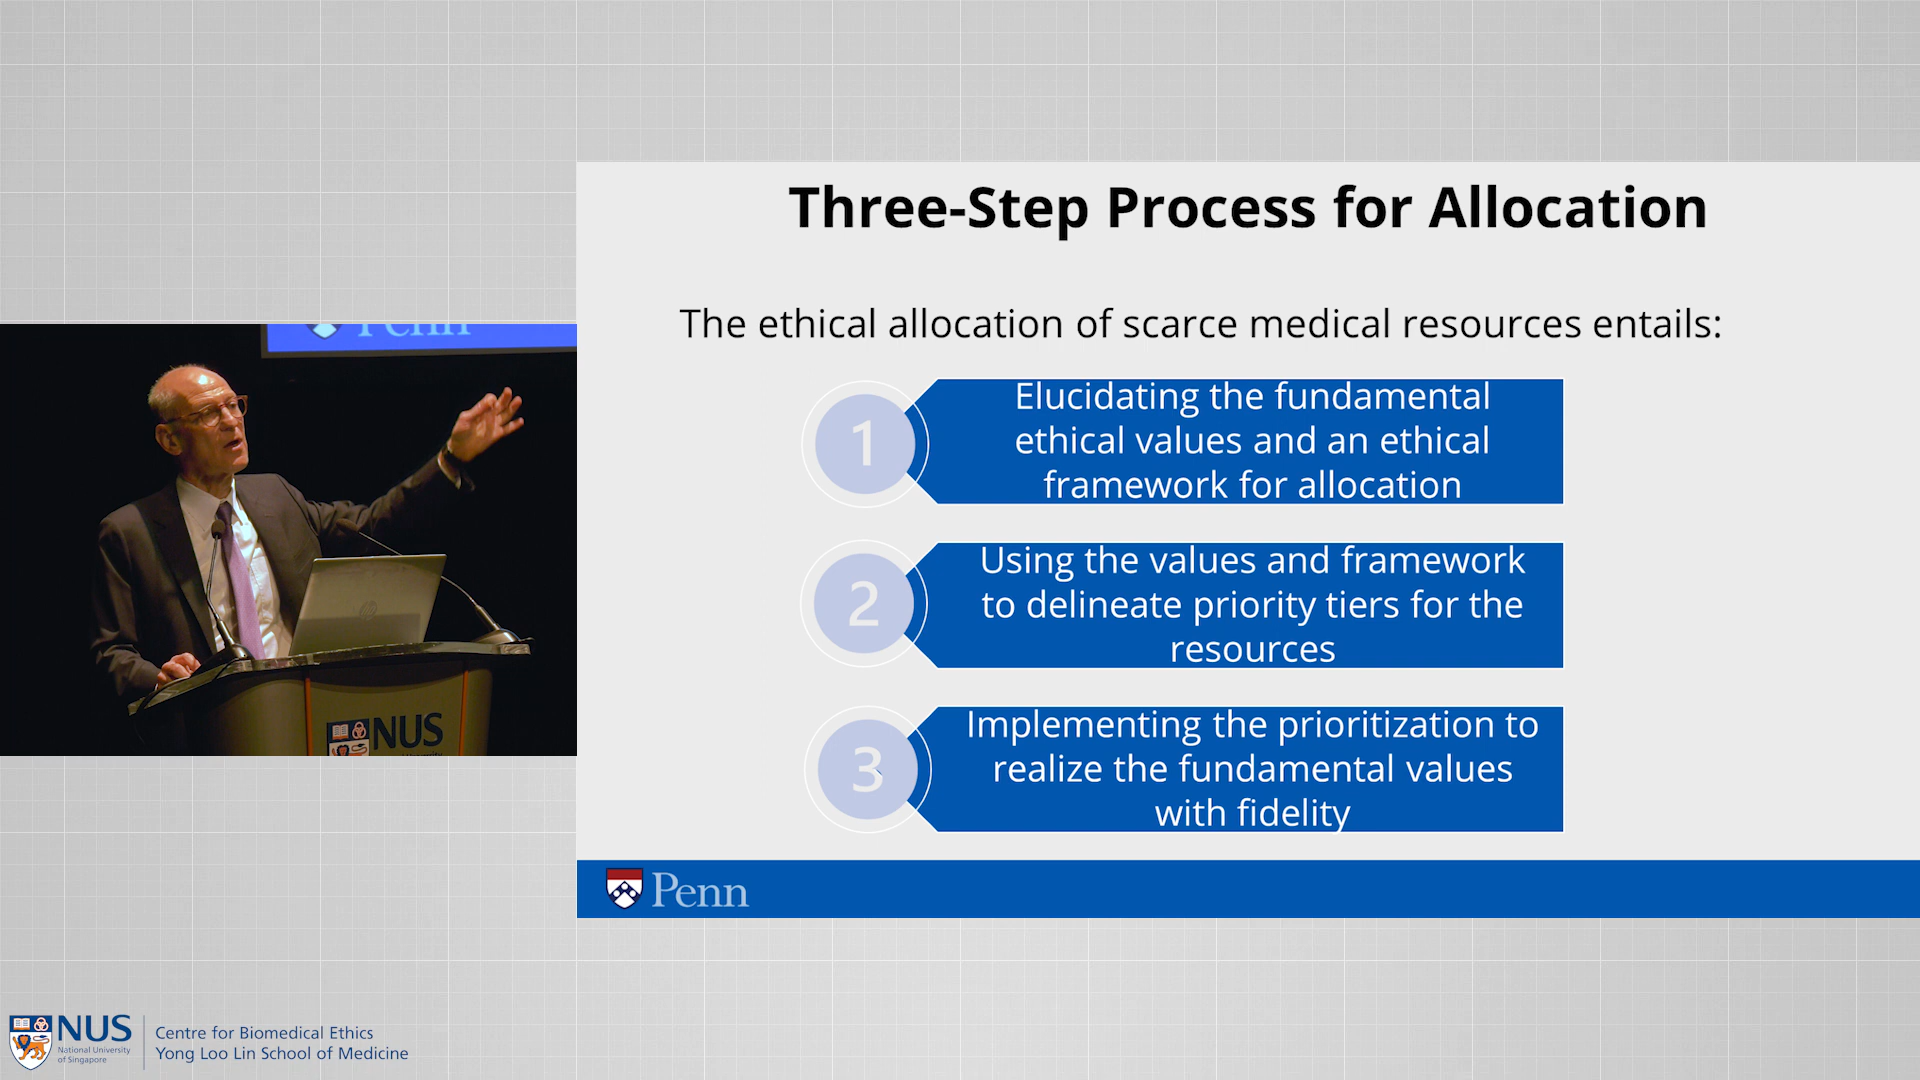 Three-Step Process for Allocation
The ethical allocation of scarce medical resources entails:
1
Elucidating the fundamental
ethical values and an ethical
framework for allocation
2
Using the values and framework
to delineate priority tiers for the
resources
3
Implementing the prioritization to
realize the fundamental values
with fidelity
Penn
Penn
NUS
NUS
National University
of Singapore
Centre for Biomedical Ethics
Yong Loo Lin School of Medicine